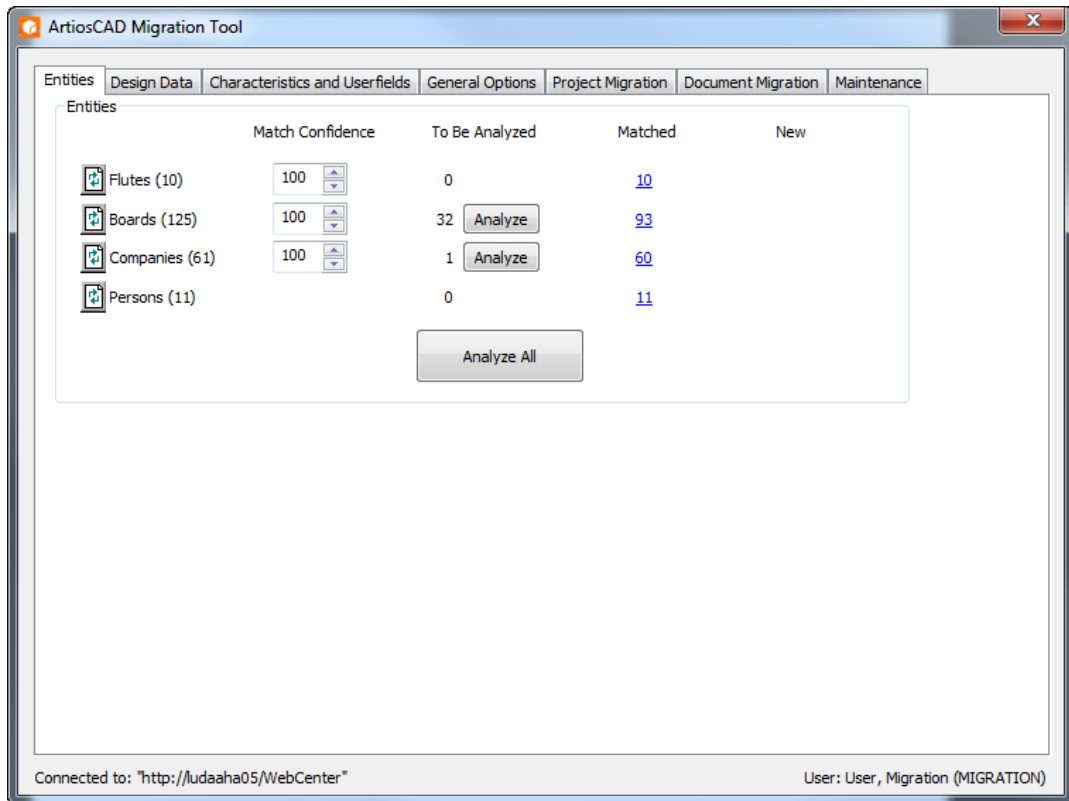 ArtiosCAD Migration Tool
Entities Design Data Characteristics and Userfields General Options Project Migration Document Migration Maintenance
Entities
Match Confidence To Be Analyzed Matched New
Flutes (10) 100 0 10
Boards (125) 100 32 Analyze 93
Companies (61) 100 1 Analyze 60
Persons (11) 0 11
Analyze All
Connected to: "http://ludaaha05/WebCenter" User: User, Migration (MIGRATION)